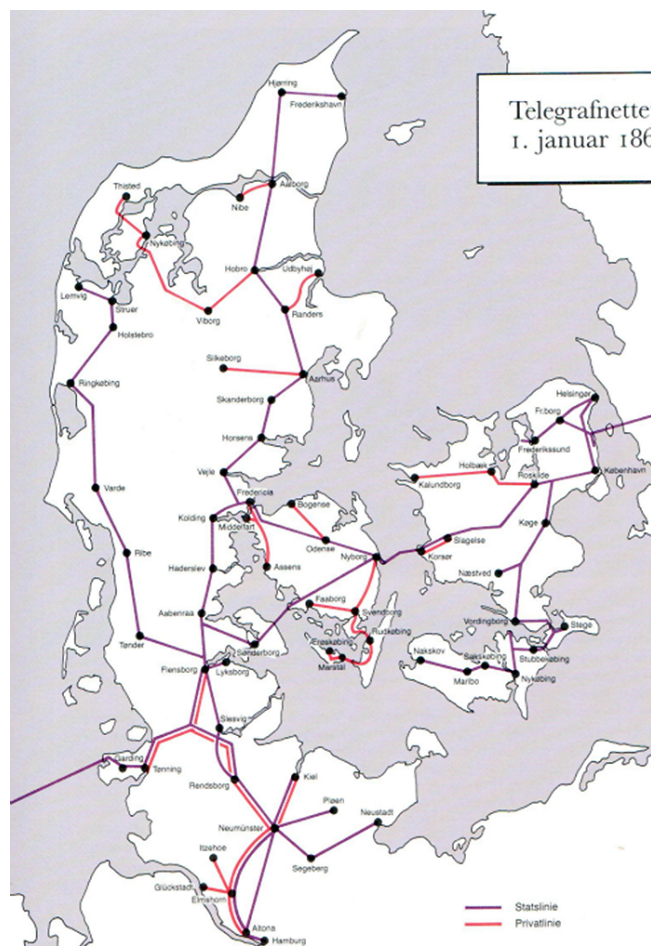 Telegrafnette
1. januar 186
Hjørring
Frederikshavn
Thisted
Aalborg
Nibe
Nykøbing
Hobro
Udbyhøj
Lemvig
Struer
Viborg
Randers
Holstebro
Silkeborg
Aarhus
Ringkøbing
Skanderborg
Helsingør
Fr.borg
Horsens
Frederikssund
Vejle
Holbæk
Roskilde
København
Kalundborg
Varde
Fredericia
Bogense
Kolding
Middelfart
Køge
Odense
Nyborg
Slagelse
Korsør
Ribe
Haderslev
Assens
Næstved
Aabenraa
Faaborg
Svendborg
Vordingborg
Stege
Tønder
Sønderborg
Ærøskøbing
Rudkøbing
Marstal
Nakskov
Sakskøbing
Stubbekøbing
Maribo
Nykøbing
Flensborg
Lyksborg
Slesvig
Garding
Tønning
Rendsborg
Kiel
Pløen
Neustadt
Neumünster
Itzehoe
Segeberg
Glückstadt
Elmshorn
Altona
Hamburg
Statslinie
Privatlinie